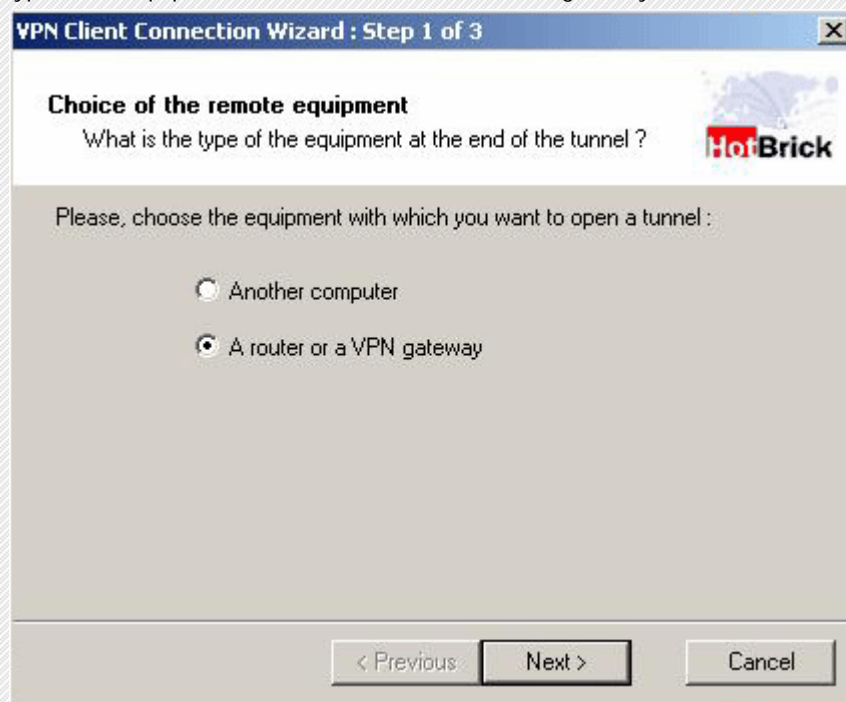 VPN Client Connection Wizard : Step 1 of 3
Choice of the remote equipment
What is the type of the equipment at the end of the tunnel ?
HotBrick
Please, choose the equipment with which you want to open a tunnel :
Another computer
A router or a VPN gateway
< Previous
Next >
Cancel